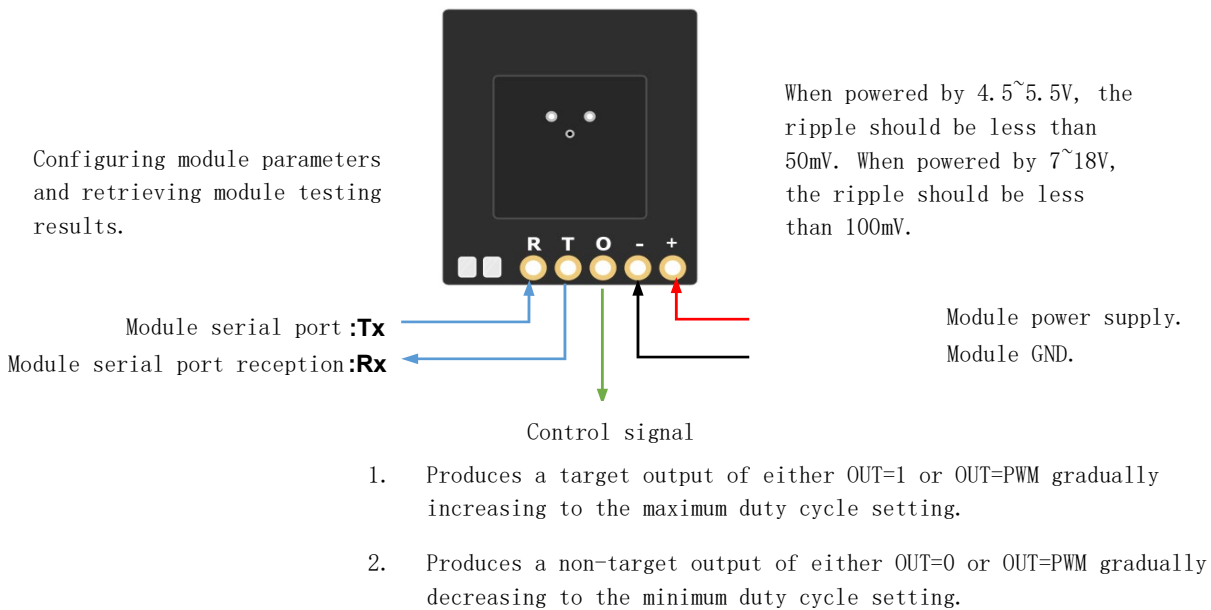 Configuring module parameters
and retrieving module testing
results.
When powered by 4.5~5.5V, the
ripple should be less than
50mV. When powered by 7~18V,
the ripple should be less
than 100mV.
R T O - +
Module serial port :Tx
Module serial port reception:Rx
Module power supply.
Module GND.
Control signal
1. Produces a target output of either OUT=1 or OUT=PWM gradually
increasing to the maximum duty cycle setting.
2. Produces a non-target output of either OUT=0 or OUT=PWM gradually
decreasing to the minimum duty cycle setting.